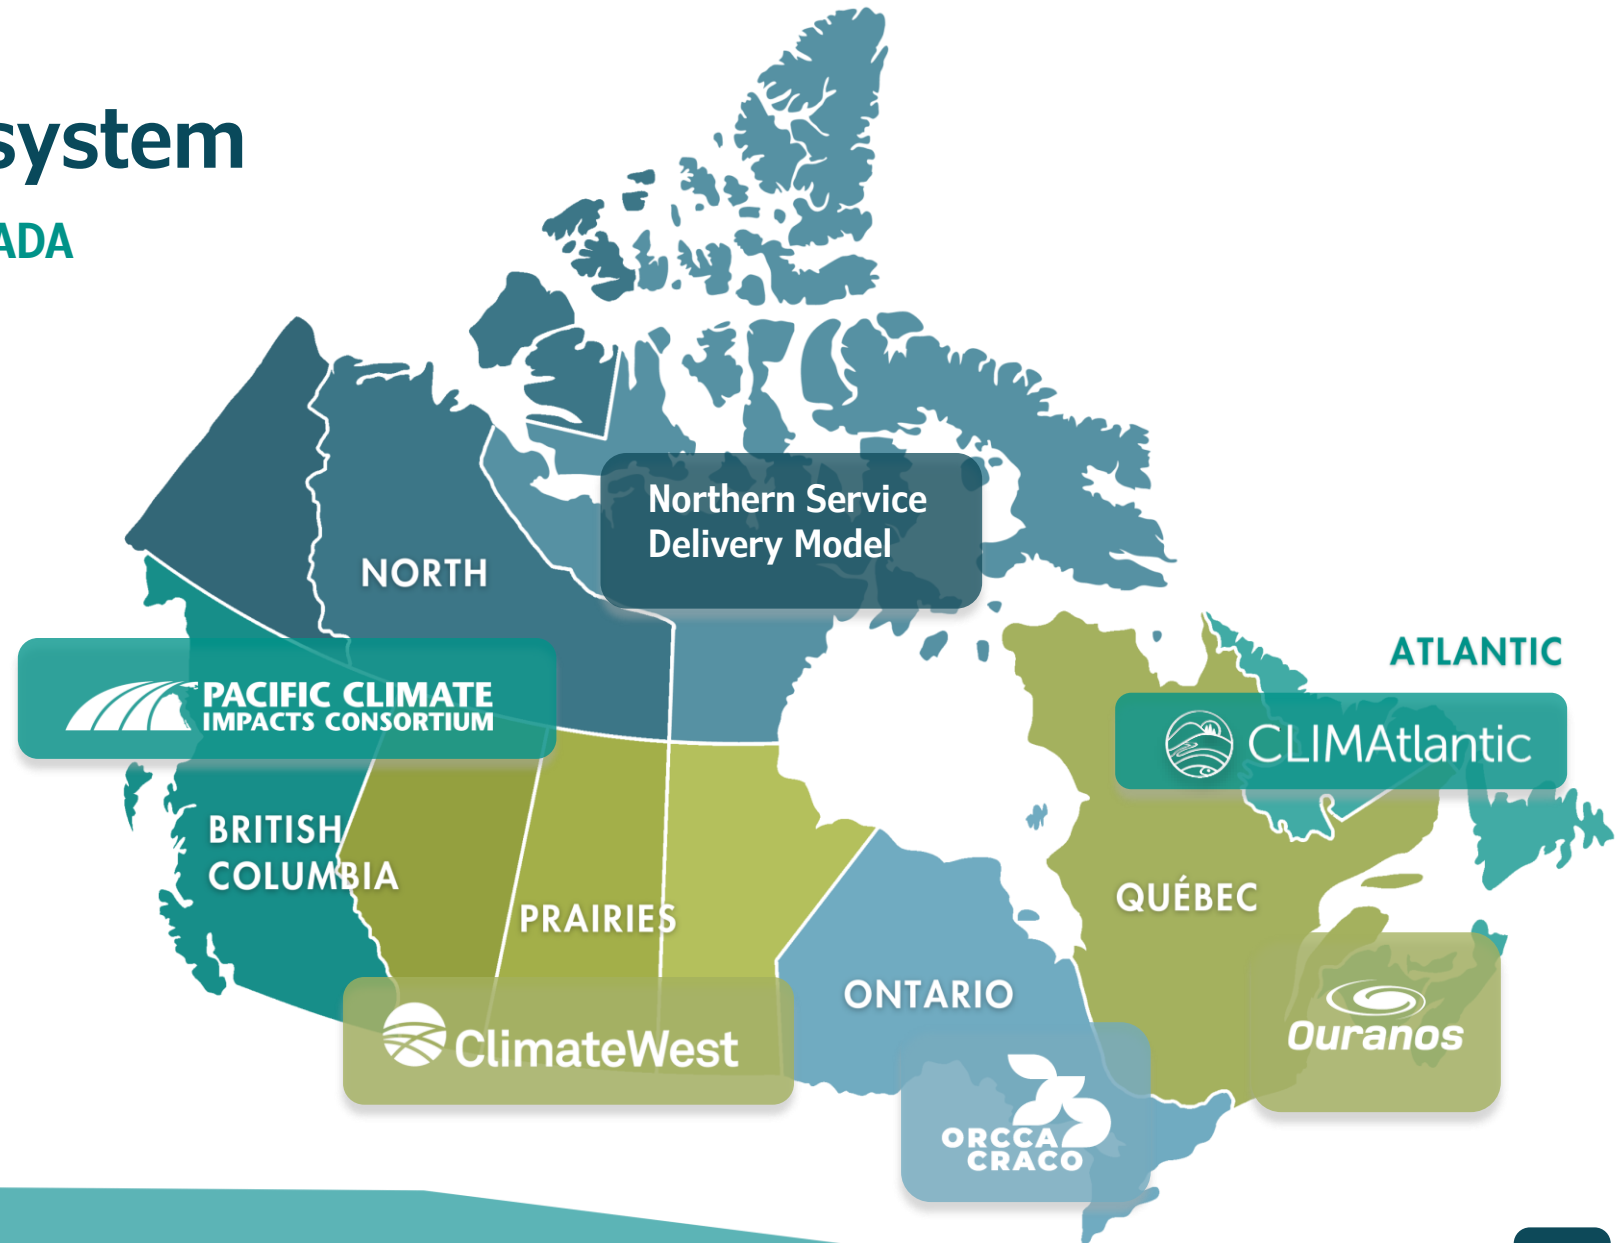 system
ADA
NORTH
Northern Service
Delivery Model
ATLANTIC
PACIFIC CLIMATE
IMPACTS CONSORTIUM
CLIMAtlantic
BRITISH
COLUMBIA
PRAIRIES
QUÉBEC
ONTARIO
ClimateWest
Ouranos
ORCCA
CRACO